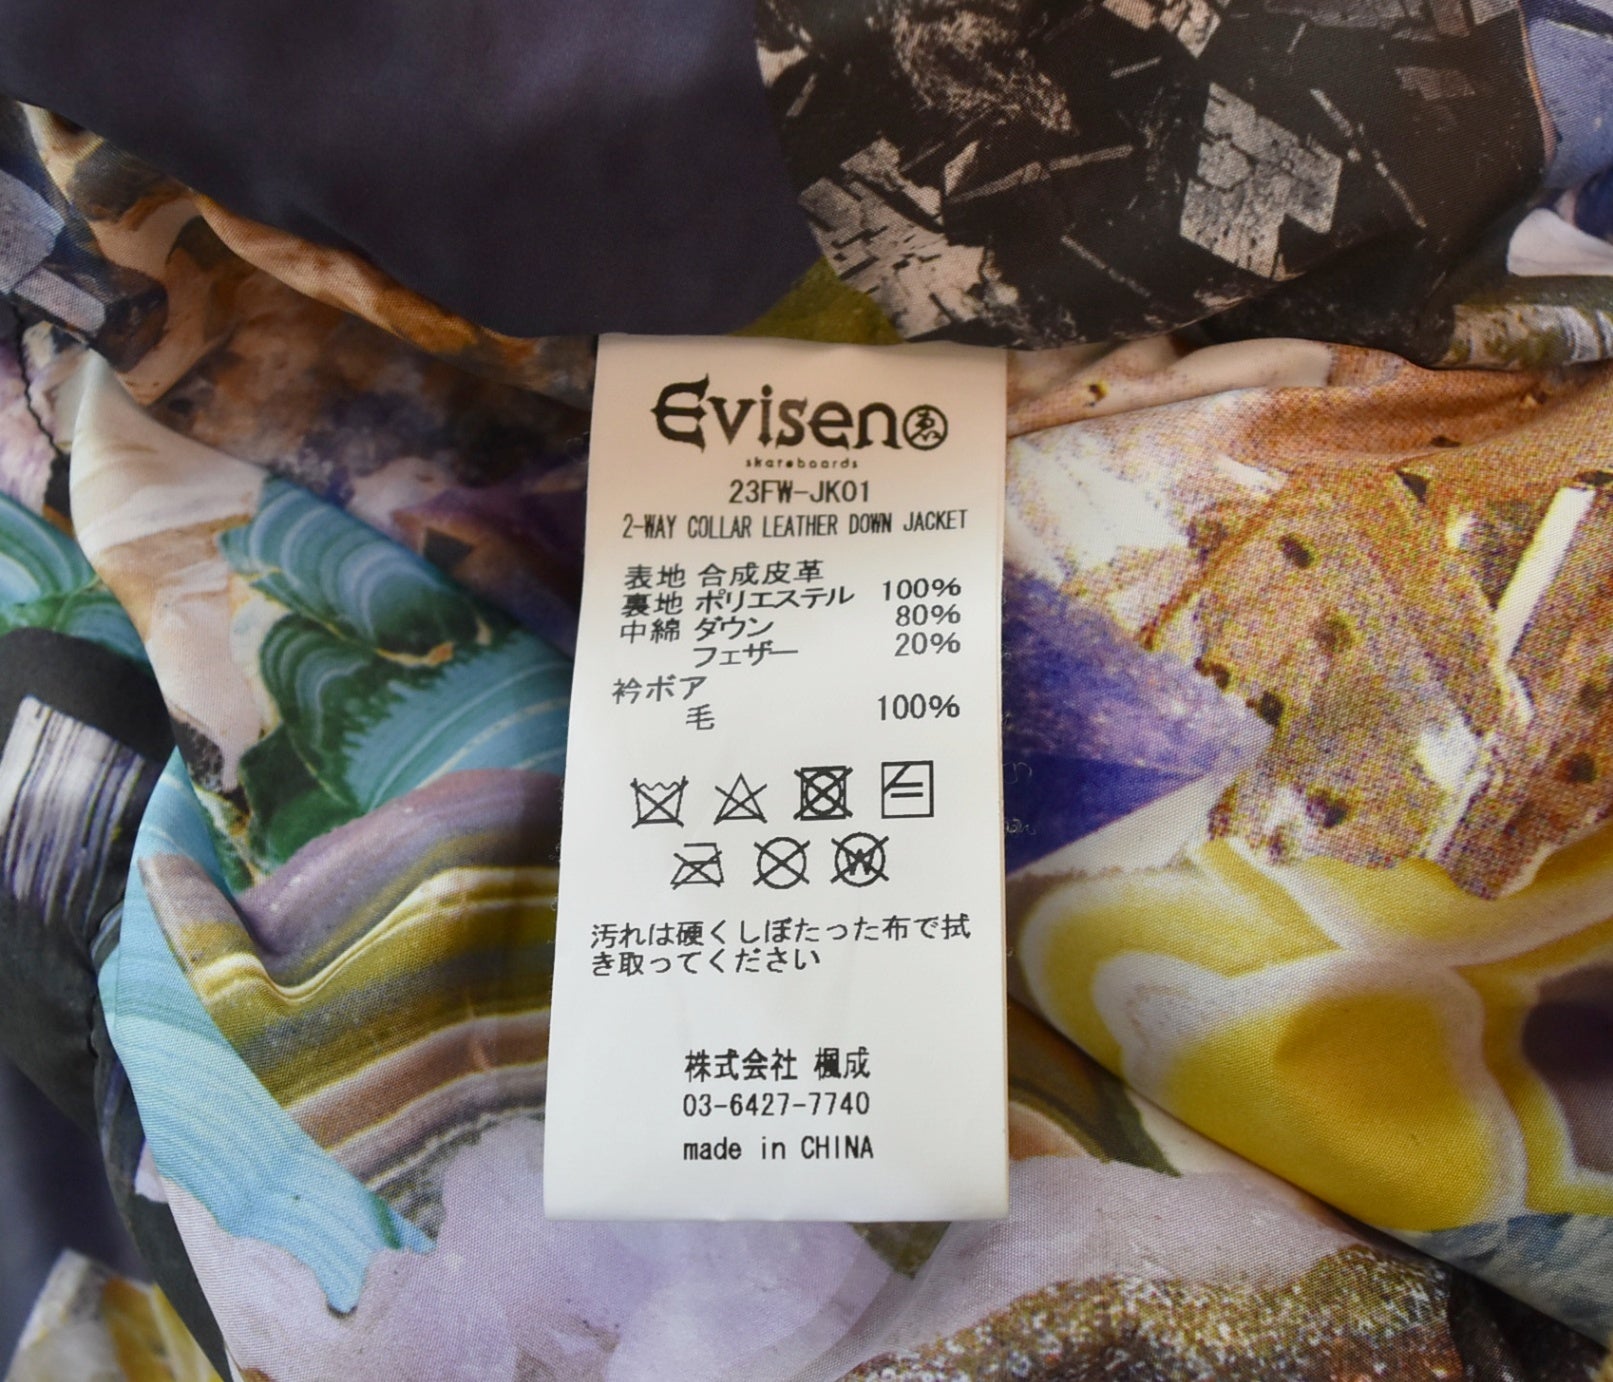 Evisen ゑ
skateboards
23FW-JK01
2-WAY COLLAR LEATHER DOWN JACKET
表地 合成皮革
裏地 ポリエステル 100%
中綿 ダウン 80%
フェザー 20%
衿ボア
毛 100%
W
汚れは硬くしぼたった布で拭
き取ってください
株式会社 楓成
03-6427-7740
made in CHINA